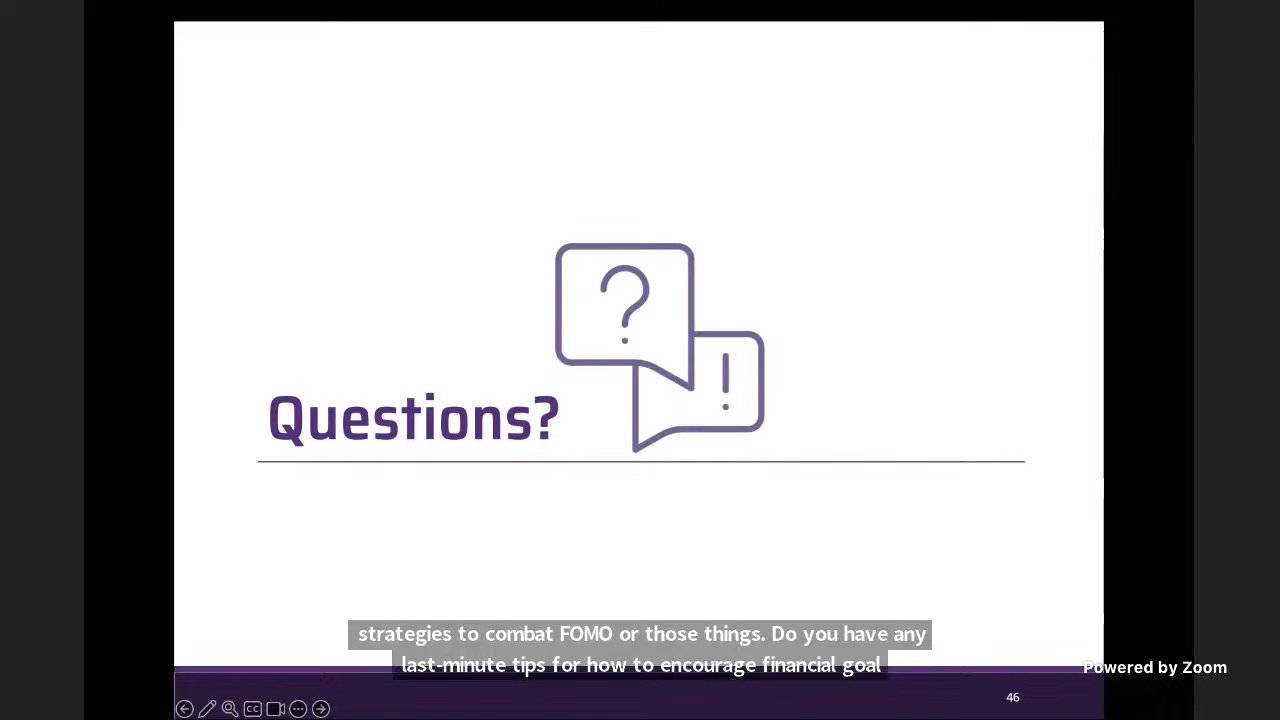 ?
!
Questions?
strategies to combat FOMO or those things. Do you have any
last-minute tips for how to encourage financial goal
Powered by Zoom
46
CC